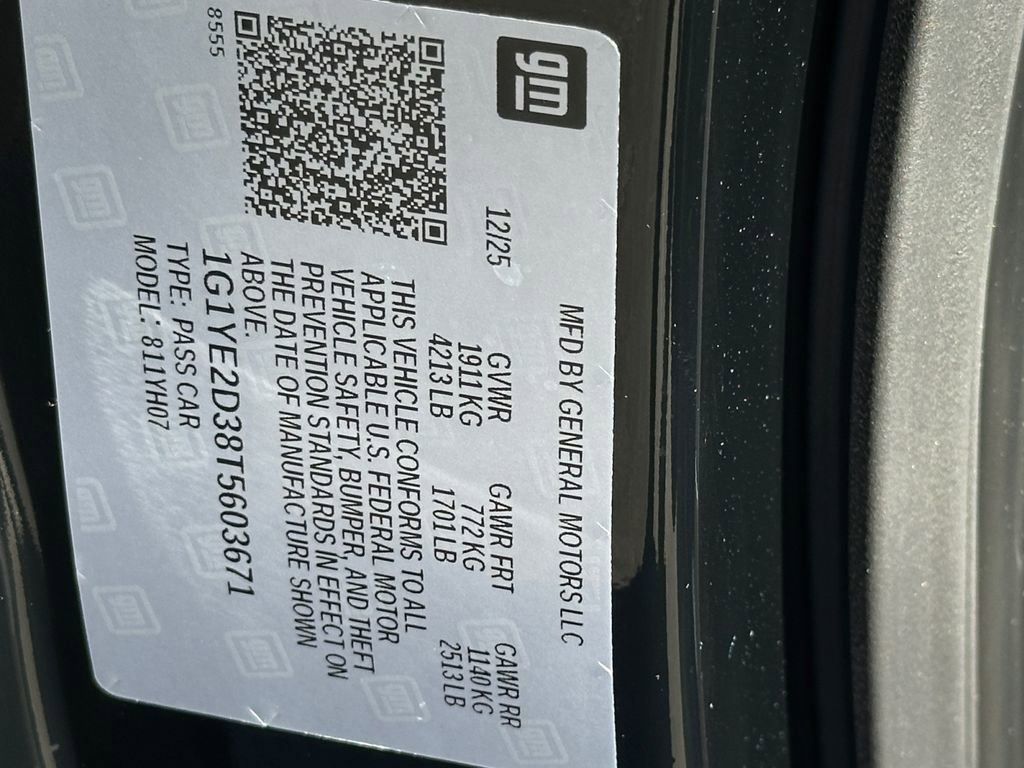 gm
MFD BY GENERAL MOTORS LLC
12/25 GVWR GAWR FRT GAWR RR
1911KG 772KG 1140KG
4213LB 1701LB 2513LB
THIS VEHICLE CONFORMS TO ALL
APPLICABLE U.S. FEDERAL MOTOR
VEHICLE SAFETY, BUMPER, AND THEFT
PREVENTION STANDARDS IN EFFECT ON
THE DATE OF MANUFACTURE SHOWN
ABOVE.
1G1YE2D38T5603671
TYPE: PASS CAR
MODEL: 811YH07
8555